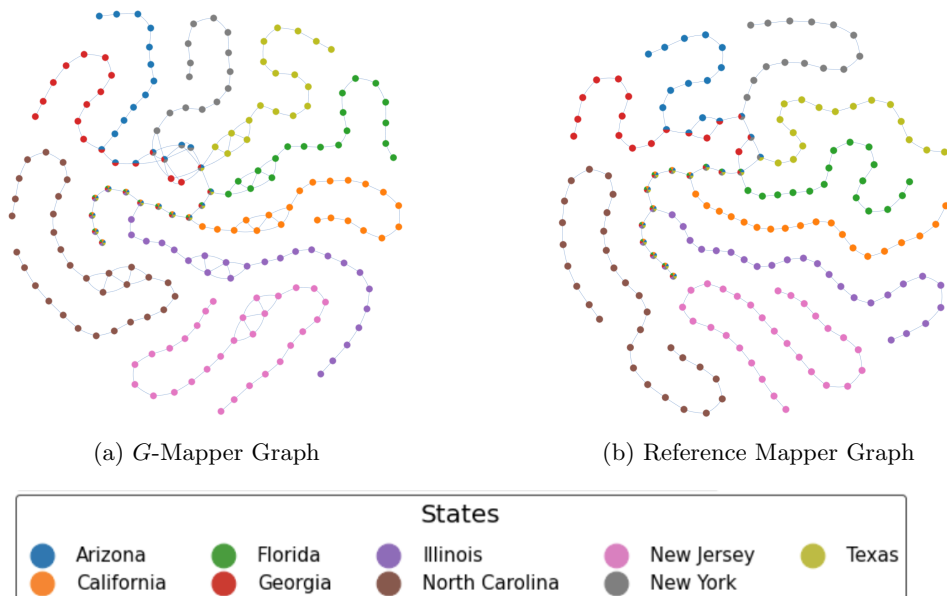 (a) G-Mapper Graph
(b) Reference Mapper Graph
States
Arizona Florida Illinois New Jersey Texas
California Georgia North Carolina New York